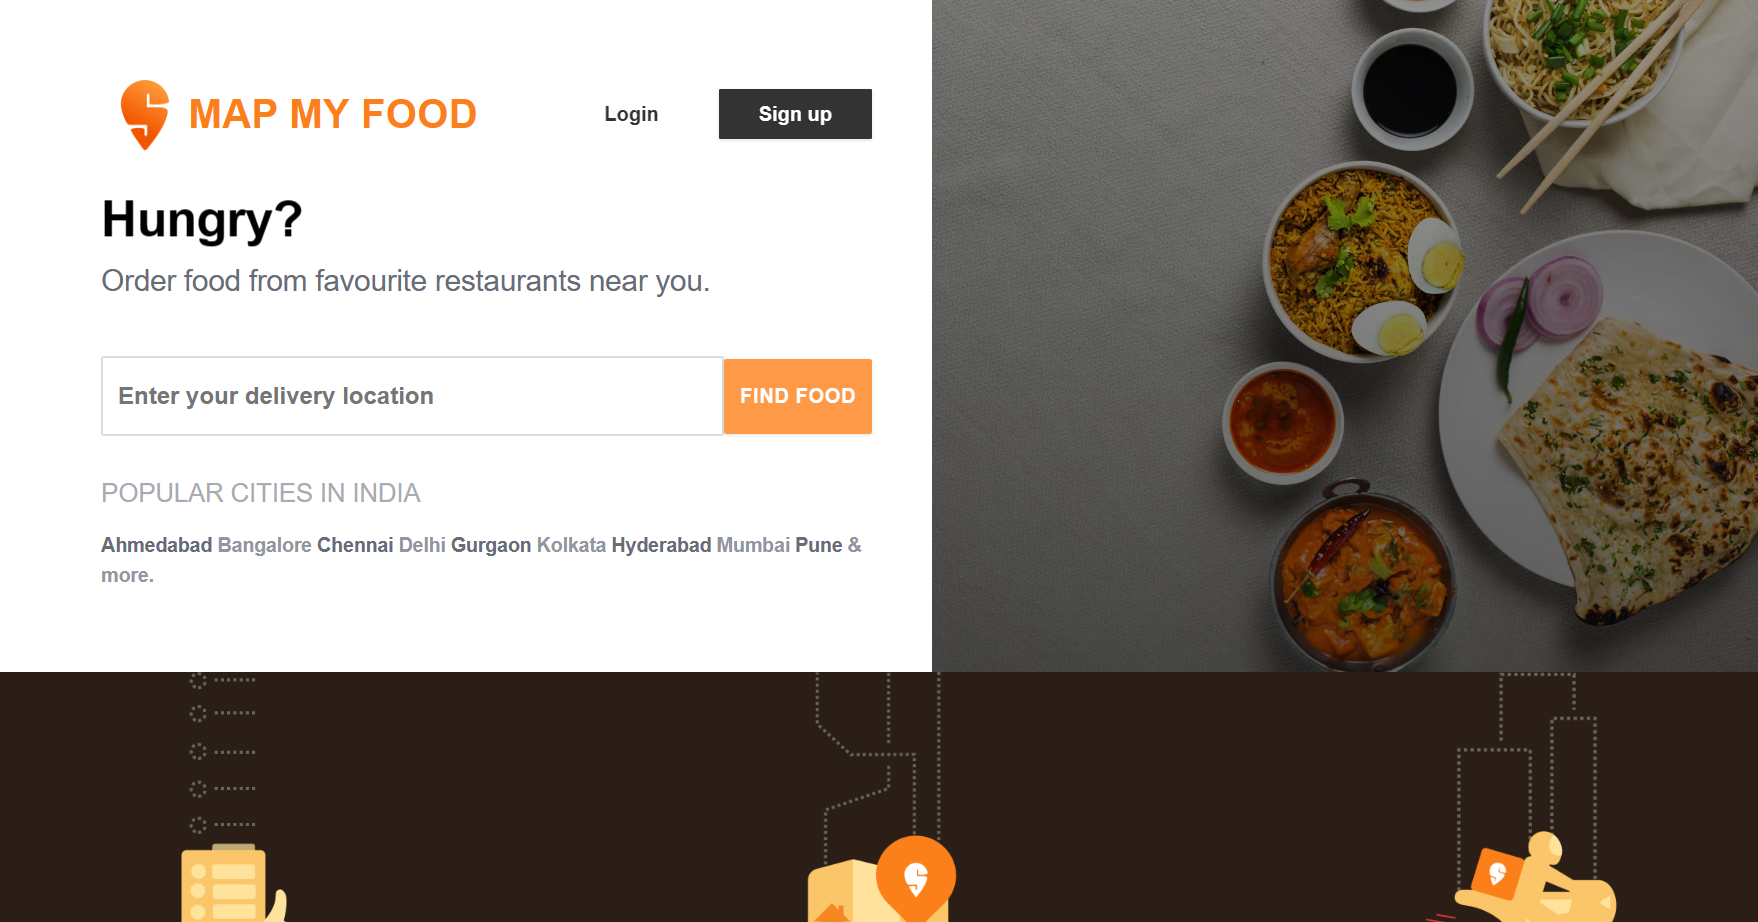 MAP MY FOOD
Login
Sign up
Hungry?
Order food from favourite restaurants near you.
Enter your delivery location
FIND FOOD
POPULAR CITIES IN INDIA
Ahmedabad Bangalore Chennai Delhi Gurgaon Kolkata Hyderabad Mumbai Pune &
more.